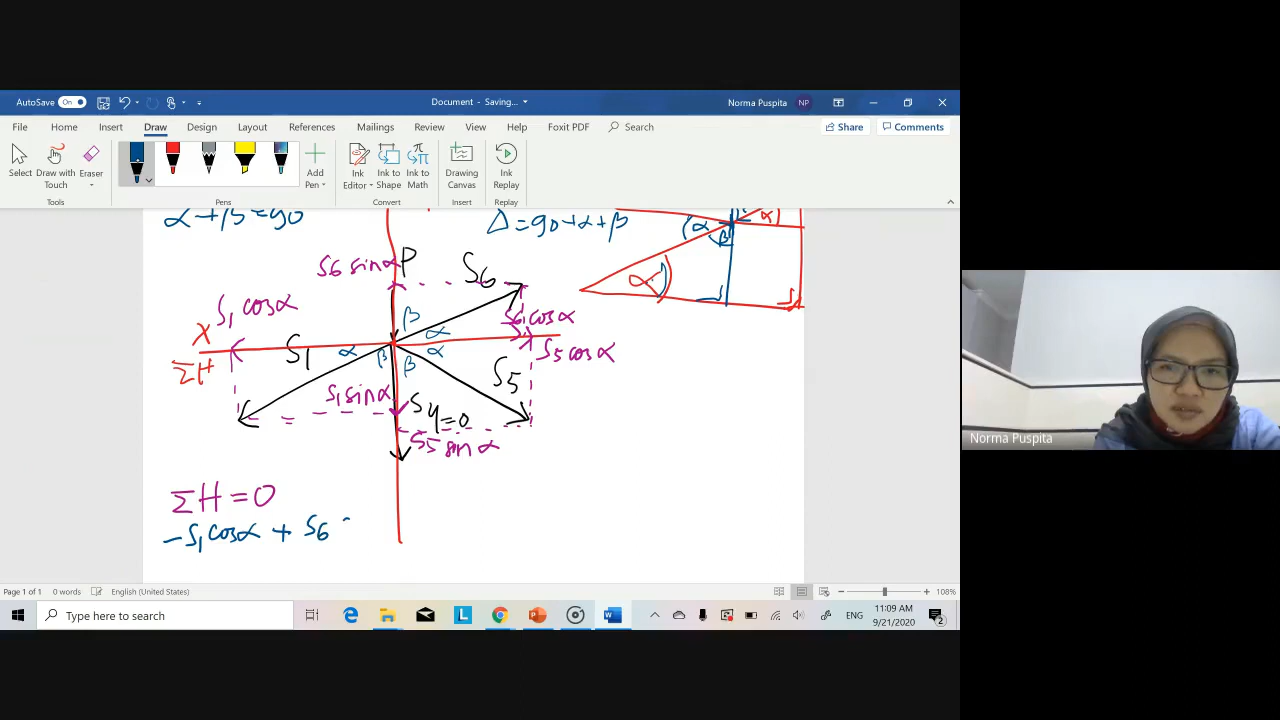 AutoSave On
Document - Saving...
Norma Puspita NP
File Home Insert Draw Design Layout References Mailings Review View Help Foxit PDF Search
Share Comments
Select
Draw with Touch
Eraser
Add Pen
Ink Editor
Ink to Shape
Ink to Math
Drawing Canvas
Ink Replay
Tools Pens Convert Insert Replay
α + β = 90
Δ = 90 + α + β
α β α
α
S6 sin α P S6
S1 cos α
β
α
S6 cos α
X
ΣH
S1 α β β α
S5 cos α
S5
S1 sin α
S4=0
S5 sin α
ΣH = 0
-S1 cos α + S6
Norma Puspita
Page 1 of 1 0 words English (United States)
108%
Type here to search
ENG
11:09 AM
9/21/2020
2